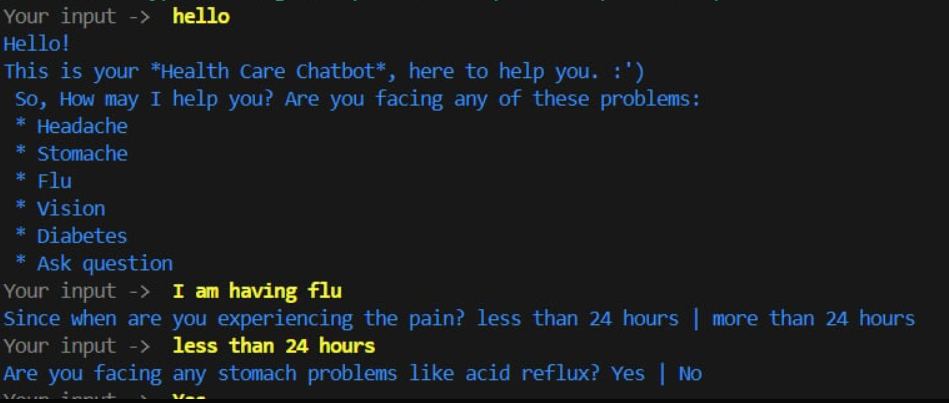 Your input -> hello
Hello!
This is your *Health Care Chatbot*, here to help you. :')
So, How may I help you? Are you facing any of these problems:
* Headache
* Stomache
* Flu
* Vision
* Diabetes
* Ask question
Your input -> I am having flu
Since when are you experiencing the pain? less than 24 hours | more than 24 hours
Your input -> less than 24 hours
Are you facing any stomach problems like acid reflux? Yes | No
Your input -> Yes